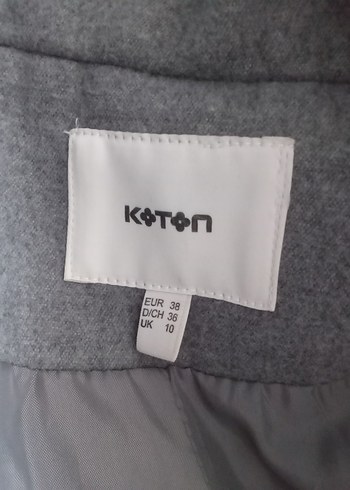 KOTON
EUR 38
D/CH 36
UK 10